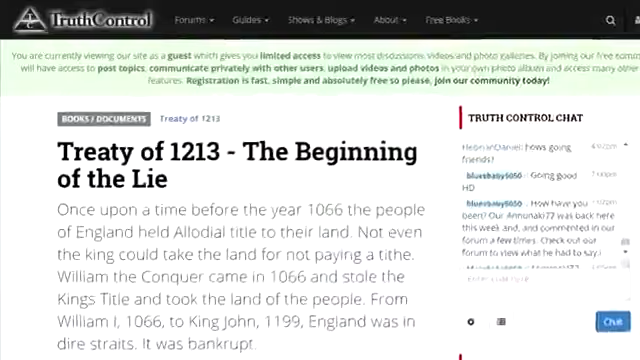 TruthControl
Forums Guides Shows & Blogs About Free Books
You are currently viewing our site as a guest which gives you limited access to view most discussions, videos and photo galleries. By joining our free
will have access to post topics, communicate privately with other users, upload videos and photos in your own photo album and access many other
features. Registration is fast, simple and absolutely free so please, join our community today!
BOOKS / DOCUMENTS Treaty of 1213
Treaty of 1213 - The Beginning
of the Lie
Once upon a time before the year 1066 the people
of England held Allodial title to their land. Not even
the king could take the land for not paying a tithe.
William the Conquer came in 1066 and stole the
Kings Title and took the land of the people. From
William I, 1066, to King John, 1199, England was in
dire straits. It was bankrupt.
TRUTH CONTROL CHAT
hows going
friends!
bluesbaby5050 Going good
HD
bluesbaby5050 How have you
been!! Our Annunaki77 was back here
this week and, and commented in our
forum a few times. Check out our
forum to view what he had to say.!
Chat